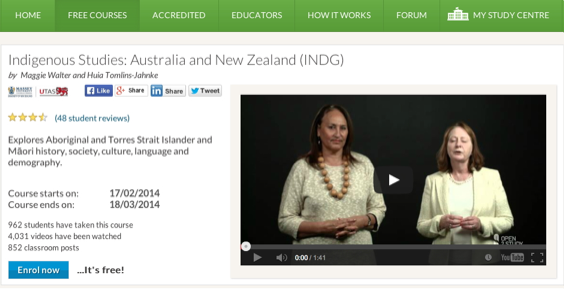 HOME FREE COURSES ACCREDITED EDUCATORS HOW IT WORKS FORUM MY STUDY CENTRE
Indigenous Studies: Australia and New Zealand (INDG)
by Maggie Walter and Huia Tomlins-Jahnke
UTAS Like Share Share Tweet
(48 student reviews)
Explores Aboriginal and Torres Strait Islander and
Māori history, society, culture, language and
demography.
Course starts on: 17/02/2014
Course ends on: 18/03/2014
962 students have taken this course
4,031 videos have been watched
852 classroom posts
Enrol now ...It's free!
OPEN
2 STUDY
0:00 / 1:41 YouTube